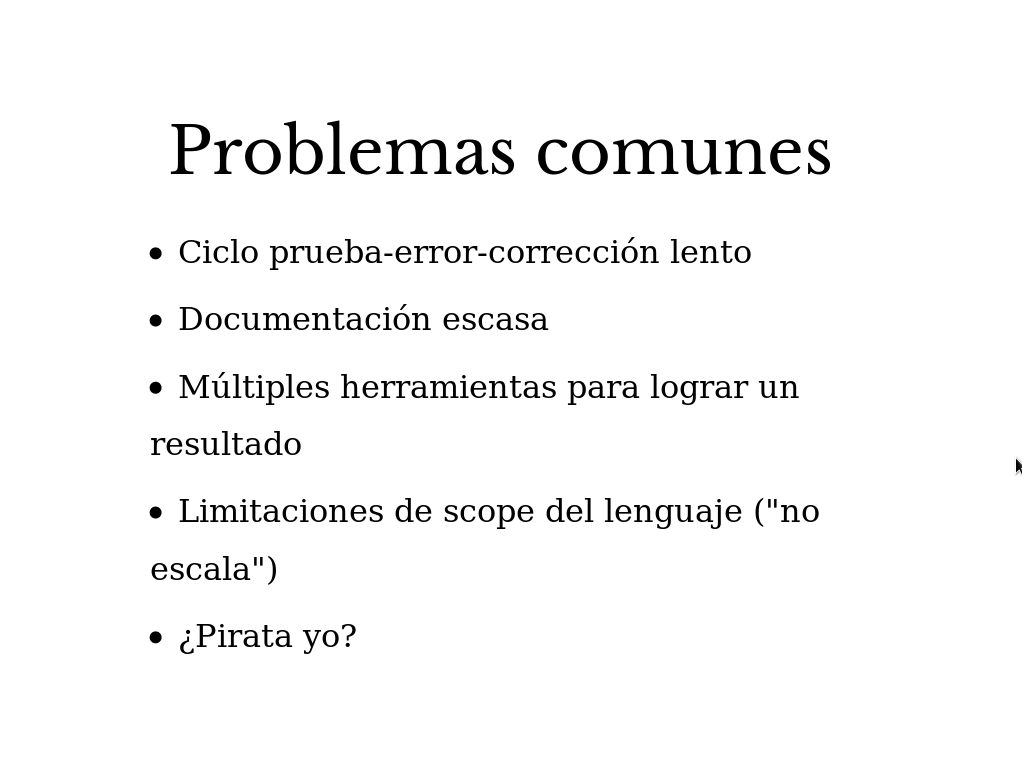 Problemas comunes
• Ciclo prueba-error-corrección lento
• Documentación escasa
• Múltiples herramientas para lograr un
resultado
• Limitaciones de scope del lenguaje ("no
escala")
• ¿Pirata yo?